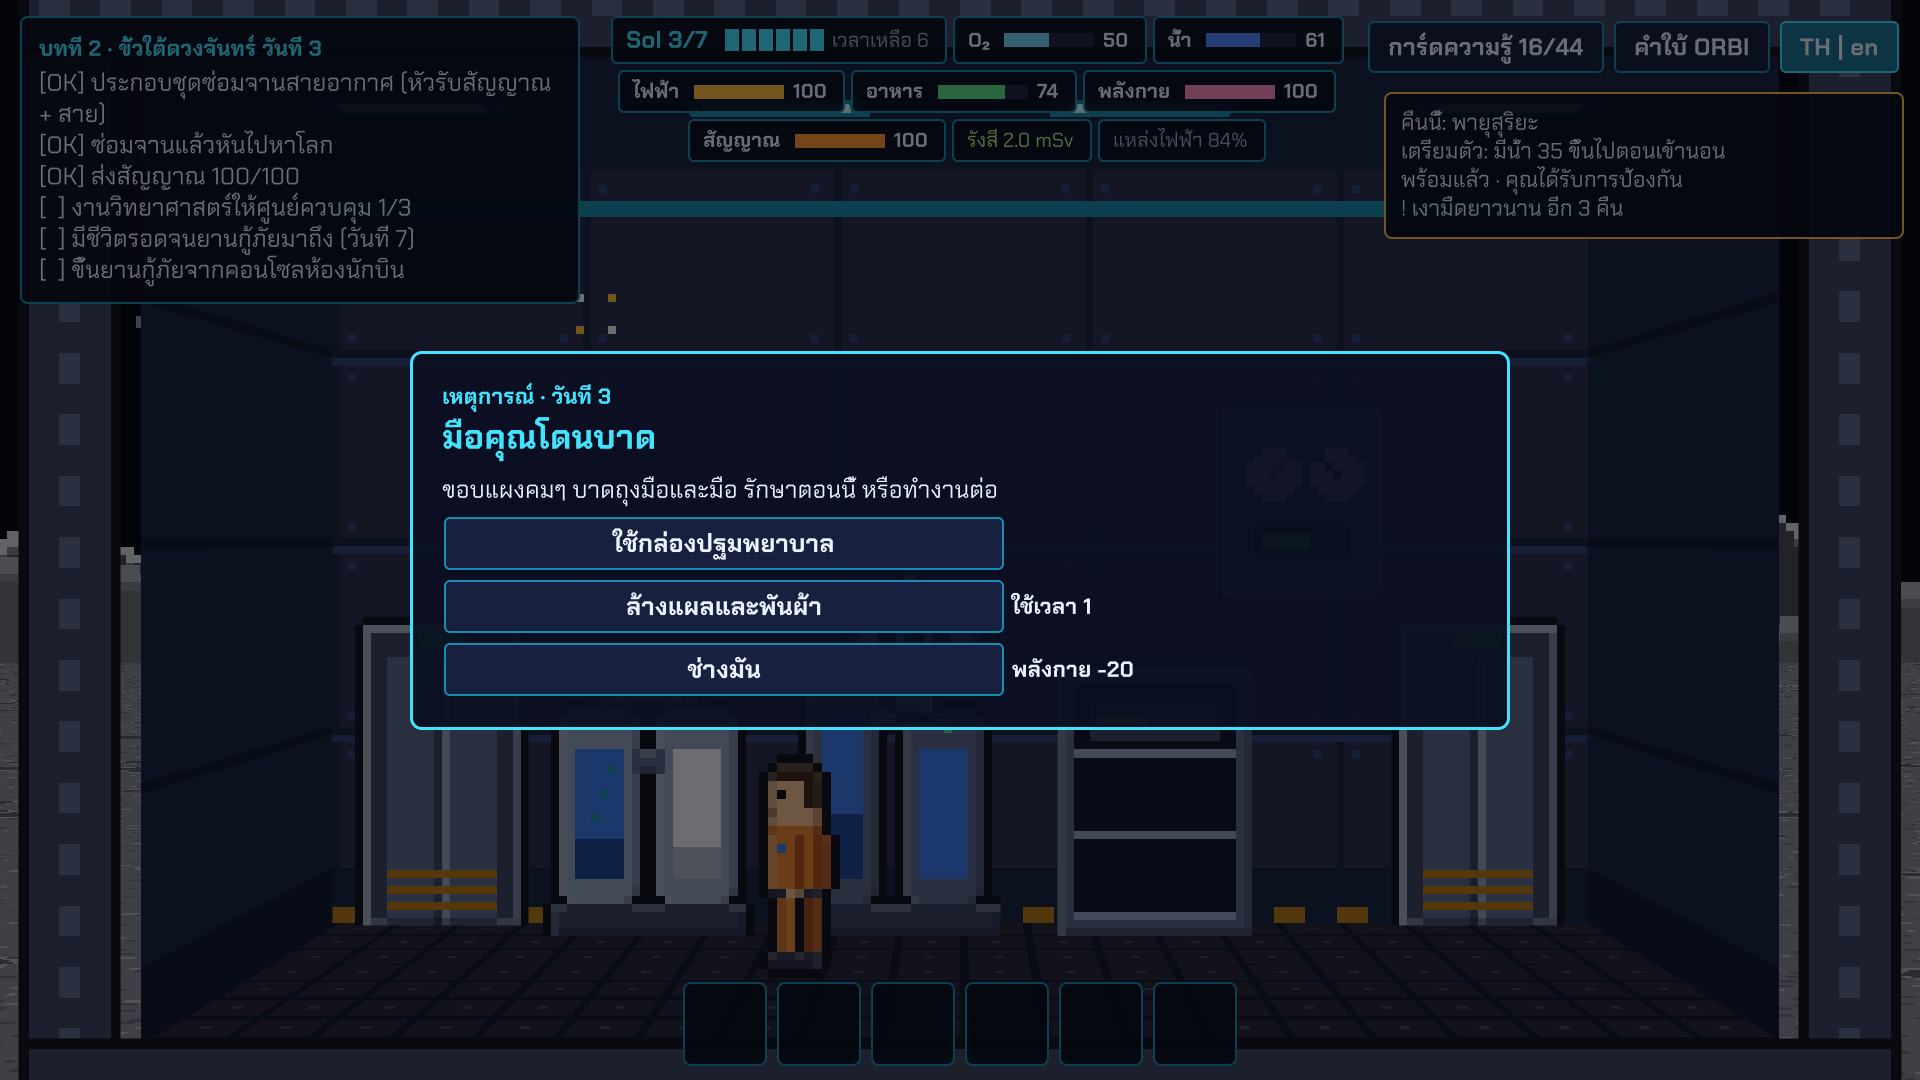 บทที่ 2 · ขั้วใต้ดวงจันทร์ วันที่ 3
[OK] ประกอบชุดซ่อมจานสายอากาศ (หัวรับสัญญาณ
+ สาย)
[OK] ซ่อมจานแล้วหันไปหาโลก
[OK] ส่งสัญญาณ 100/100
[ ] งานวิทยาศาสตร์ให้ศูนย์ควบคุม 1/3
[ ] มีชีวิตรอดจนยานกู้ภัยมาถึง (วันที่ 7)
[ ] ขึ้นยานกู้ภัยจากคอนโซลห้องนักบิน
Sol 3/7 เวลาเหลือ 6
O₂ 50
น้ำ 61
ไฟฟ้า 100
อาหาร 74
พลังกาย 100
สัญญาณ 100
รังสี 2.0 mSv
แหล่งไฟฟ้า 84%
การ์ดความรู้ 16/44
คำใบ้ ORBI
TH | en
คืนนี้: พายุสุริยะ
เตรียมตัว: มีน้ำ 35 ขึ้นไปตอนเข้านอน
พร้อมแล้ว · คุณได้รับการป้องกัน
! เงามืดยาวนาน อีก 3 คืน
เหตุการณ์ · วันที่ 3
มือคุณโดนบาด
ขอบแผงคมๆ บาดถุงมือและมือ รักษาตอนนี้ หรือทำงานต่อ
ใช้กล่องปฐมพยาบาล
ล้างแผลและพันผ้า ใช้เวลา 1
ช่างมัน พลังกาย -20